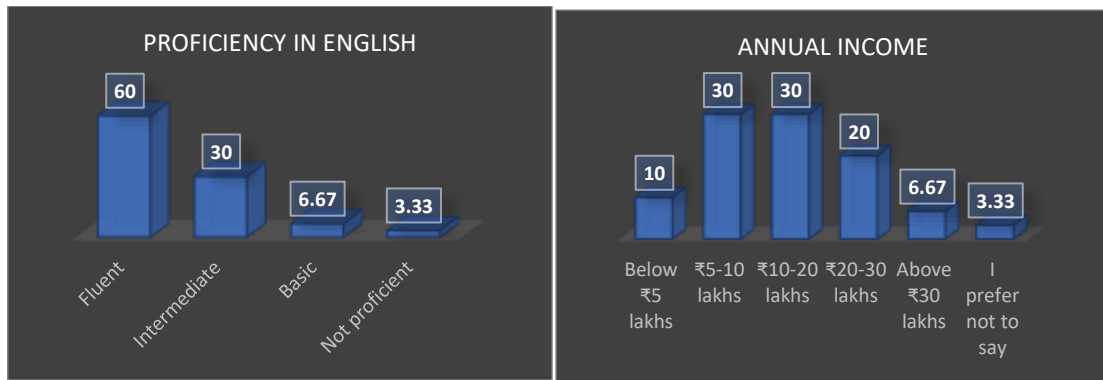 PROFICIENCY IN ENGLISH
60
30
6.67
3.33
Fluent
Intermediate
Basic
Not proficient
ANNUAL INCOME
10
30
30
20
6.67
3.33
Below
₹5
lakhs
₹5-10
lakhs
₹10-20
lakhs
₹20-30
lakhs
Above
₹30
lakhs
I
prefer
not to
say